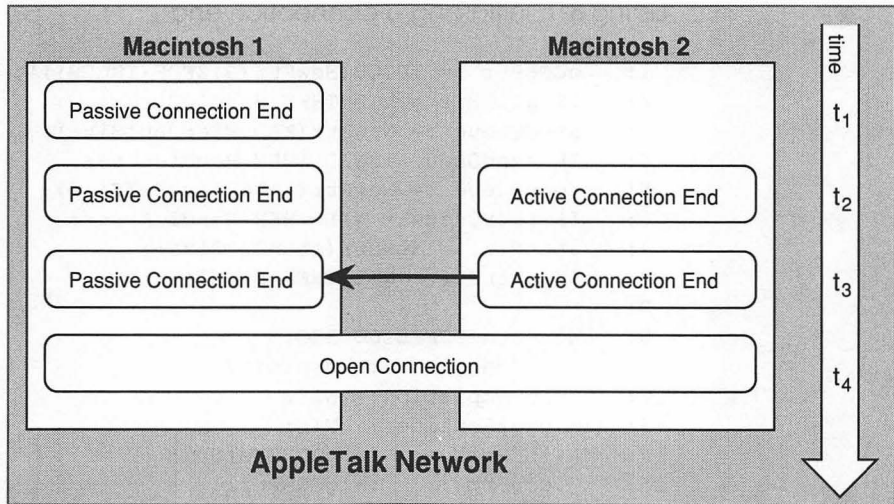 Macintosh 1
Macintosh 2
time
Passive Connection End
t1
Passive Connection End
Active Connection End
t2
Passive Connection End
Active Connection End
t3
Open Connection
t4
AppleTalk Network